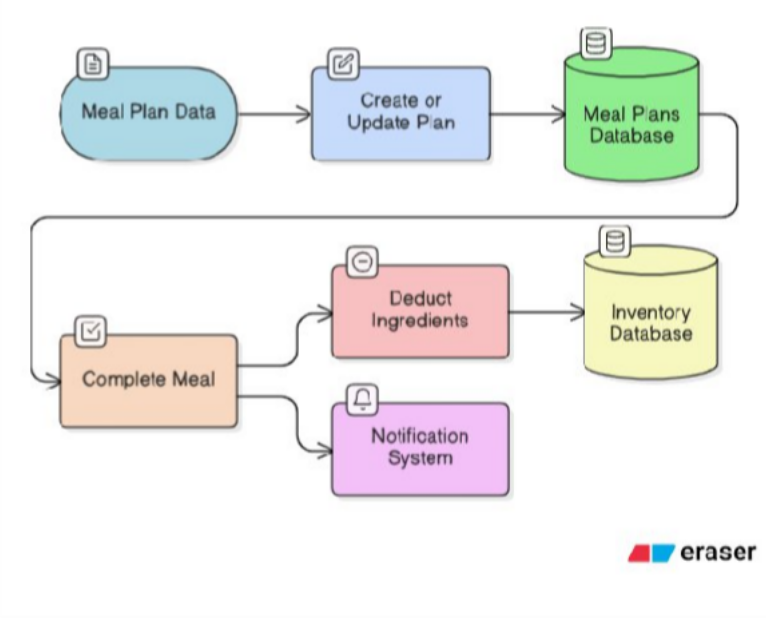 Meal Plan Data
Create or
Update Plan
Meal Plans
Database
Deduct
Ingredients
Inventory
Database
Complete Meal
Notification
System
eraser